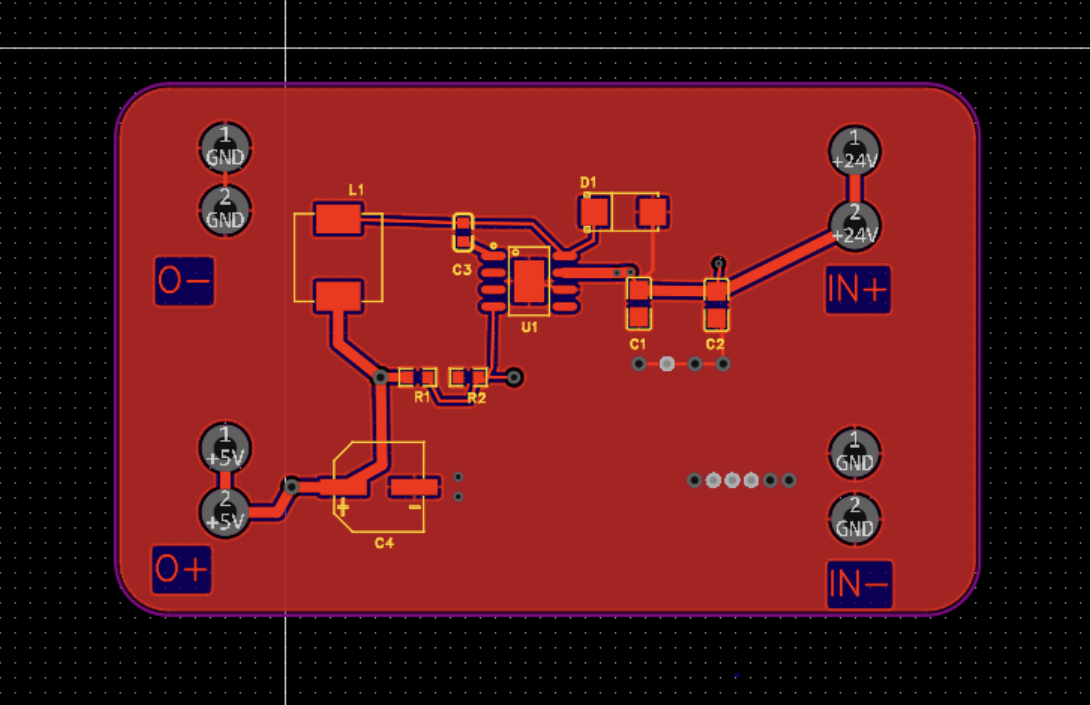 1
GND
2
GND
O-
L1
C3
D1
U1
C1
C2
1
+24V
2
+24V
IN+
R1
R2
1
+5V
2
+5V
O+
+
-
C4
1
GND
2
GND
IN-